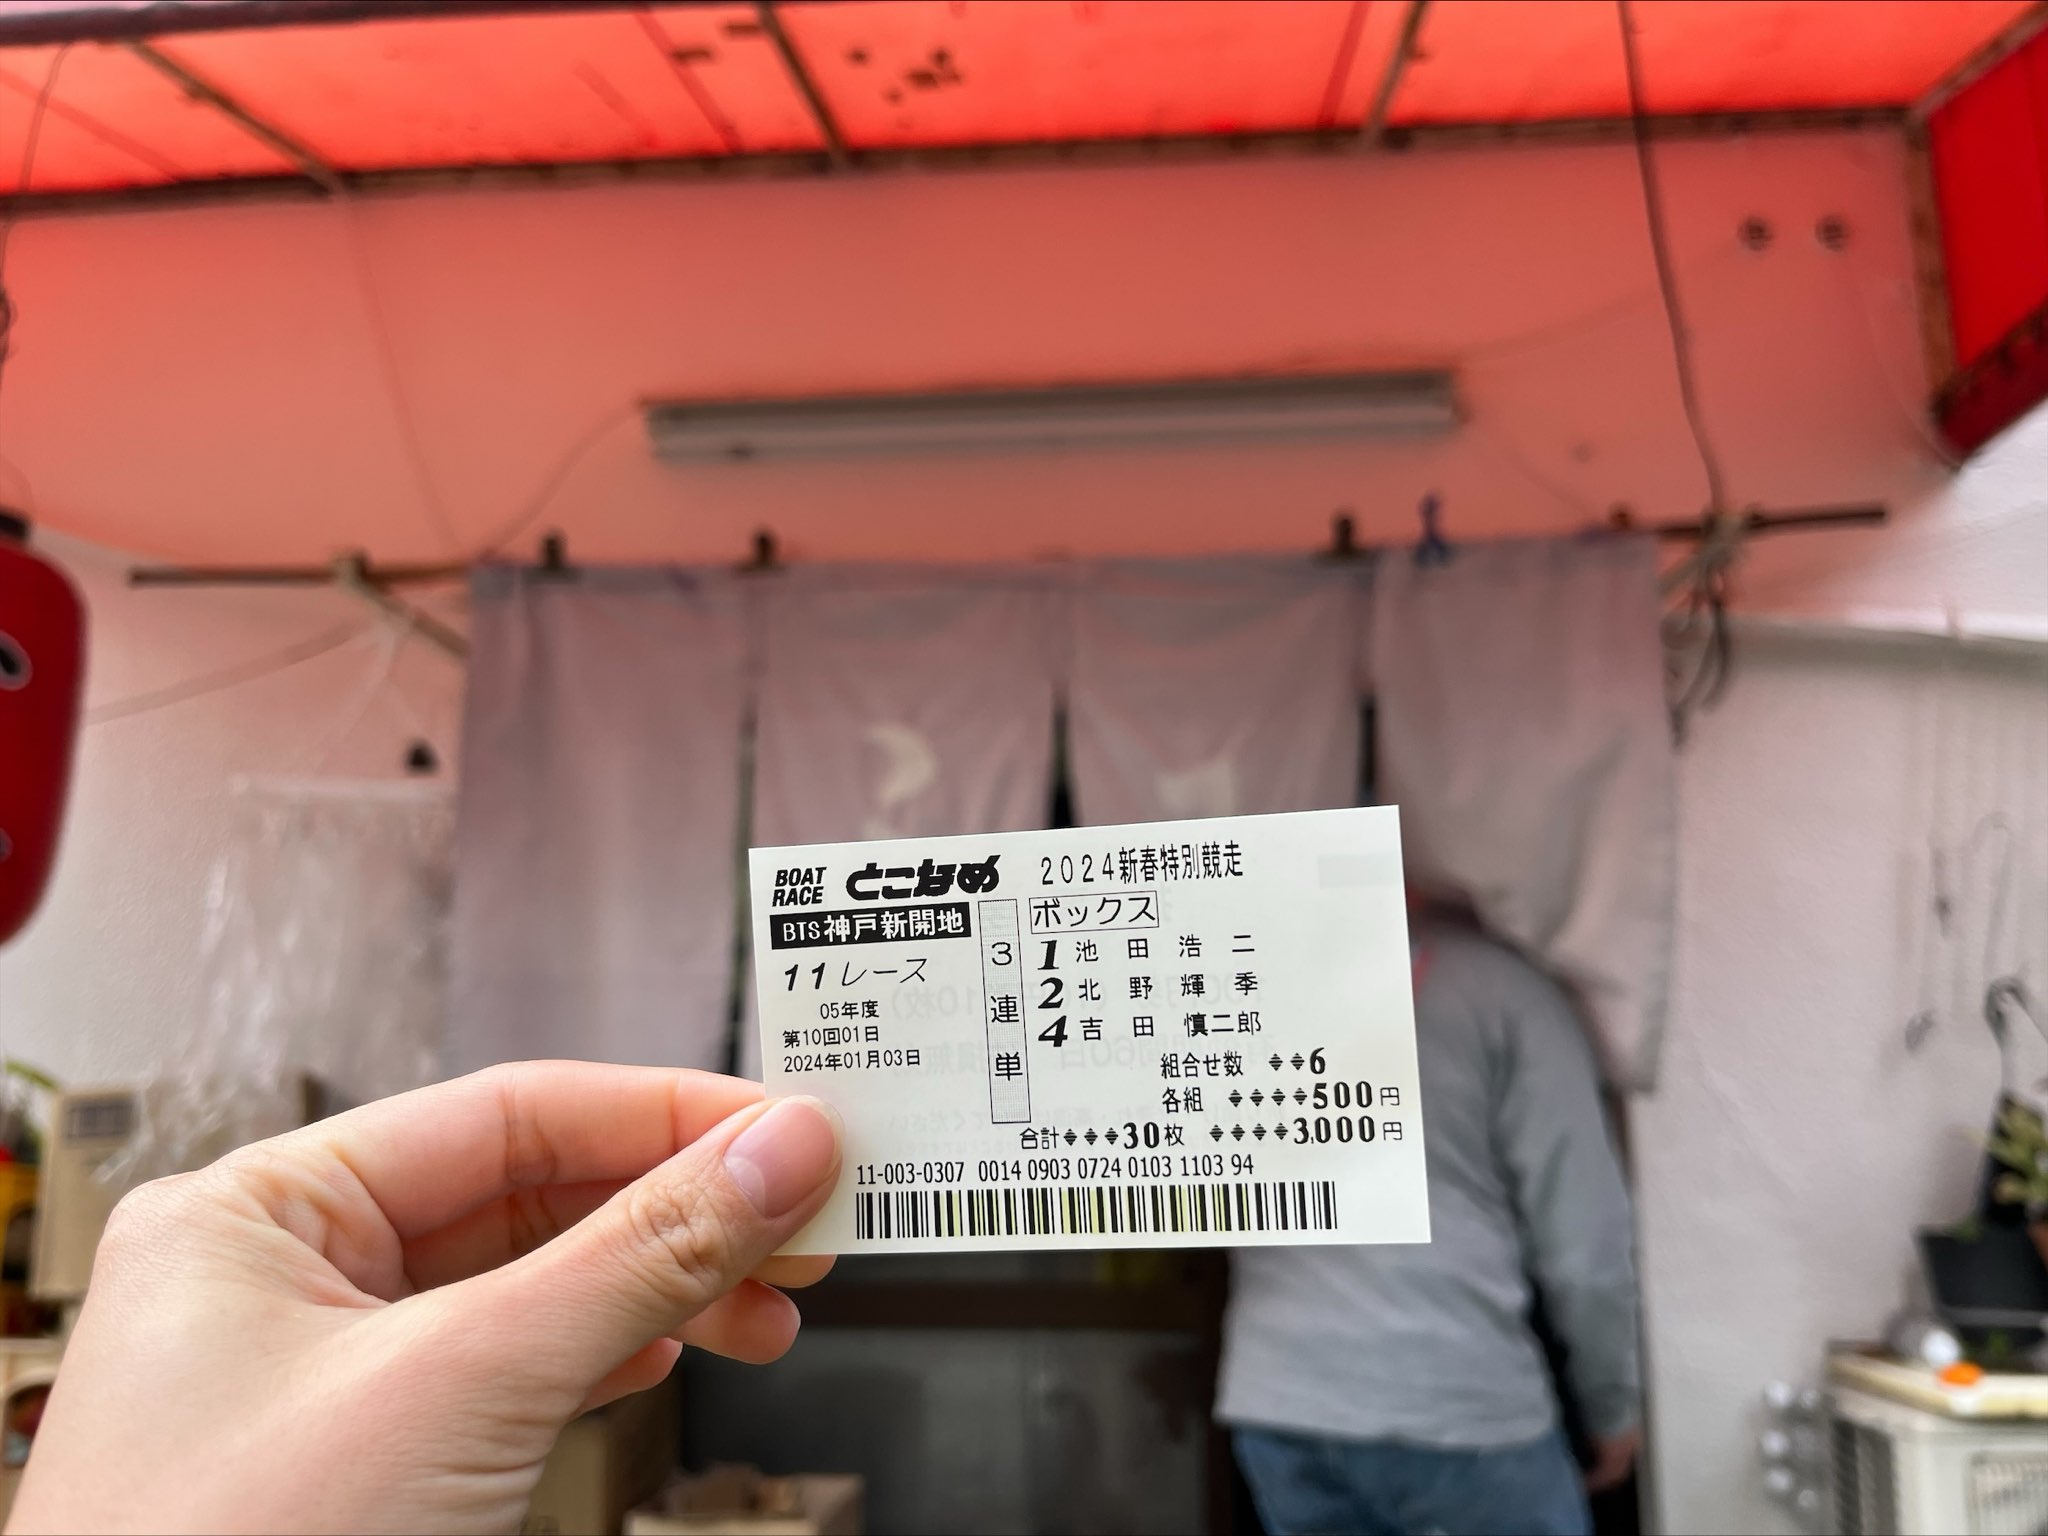 BOAT RACE とこなめ 2024新春特別競走
BTS神戸新開地
11レース
05年度
第10回01日
2024年01月03日
3連単
ボックス
1 池田浩二
2 北野輝季
4 吉田慎二郎
組合せ数 ♦♦6
各組 ♦♦♦♦500円
合計♦♦♦30枚 ♦♦♦♦3,000円
11-003-0307 0014 0903 0724 0103 1103 94